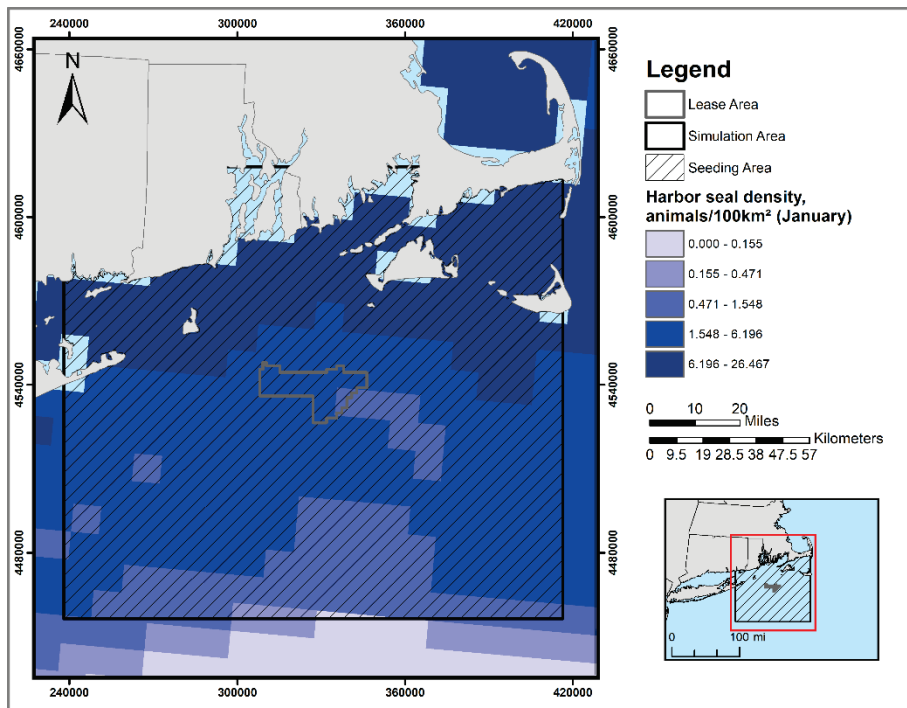 240000 300000 360000 420000
4660000
4600000
4540000
4480000
N
4660000
4600000
4540000
4480000
240000 300000 360000 420000
Legend
Lease Area
Simulation Area
Seeding Area
Harbor seal density,
animals/100km² (January)
0.000 - 0.155
0.155 - 0.471
0.471 - 1.548
1.548 - 6.196
6.196 - 26.467
0 10 20
Miles
Kilometers
0 9.5 19 28.5 38 47.5 57
0 100 mi